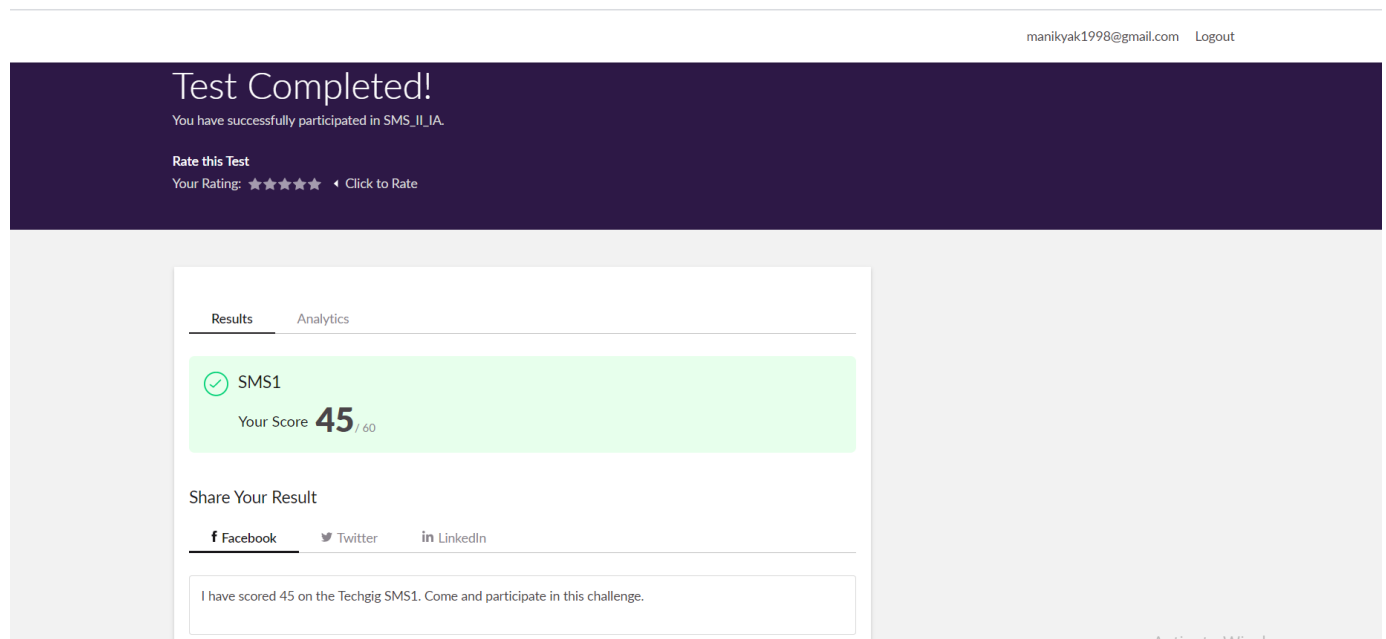 manikyak1998@gmail.com Logout
Test Completed!
You have successfully participated in SMS_II_IA.
Rate this Test
Your Rating: Click to Rate
Results Analytics
SMS1
Your Score 45 / 60
Share Your Result
f Facebook Twitter in LinkedIn
I have scored 45 on the Techgig SMS1. Come and participate in this challenge.